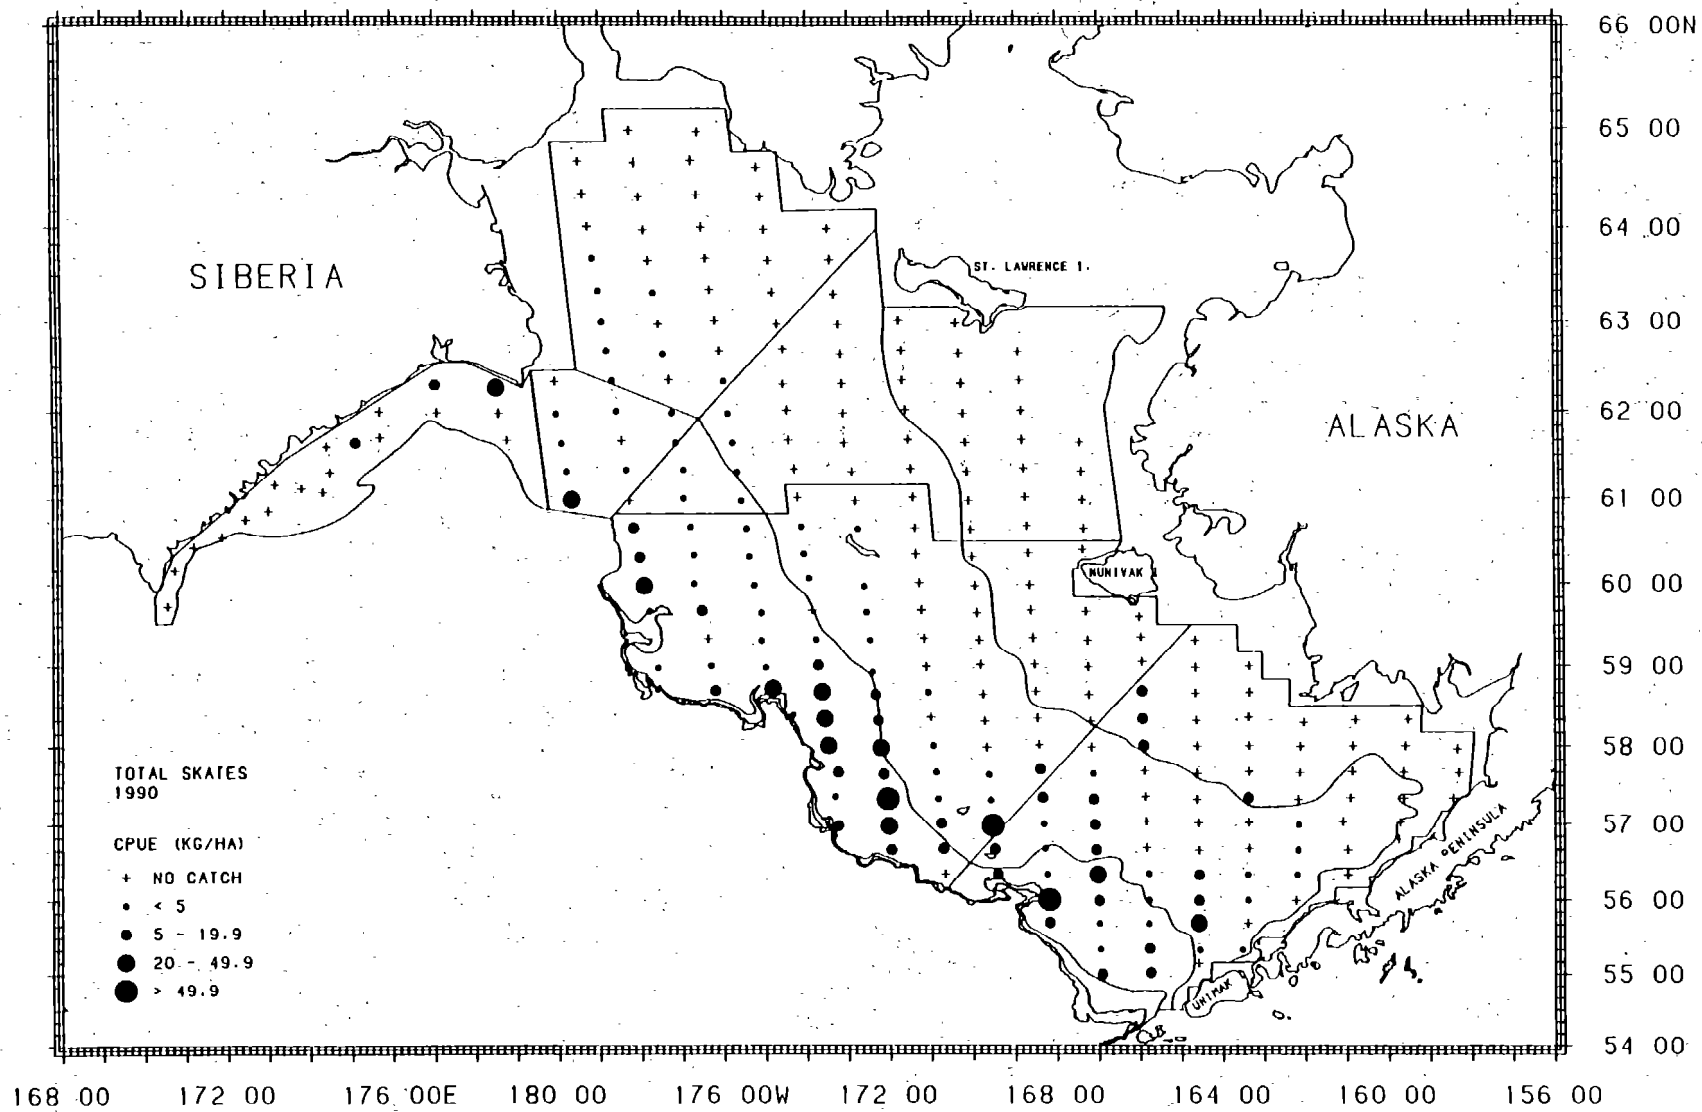 66 00N
65 00
64 00
SIBERIA
ST. LAWRENCE I.
63 00
62 00
ALASKA
61 00
60 00
NUNIVAK I
59 00
58 00
TOTAL SKATES
1990
57 00
CPUE (KG/HA)
+ NO CATCH
< 5
5 - 19.9
20 - 49.9
> 49.9
ALASKA PENINSULA
56 00
55 00
UNIMAK
54 00
168 00 172 00 176 00E 180 00 176 00W 172 00 168 00 164 00 160 00 156 00